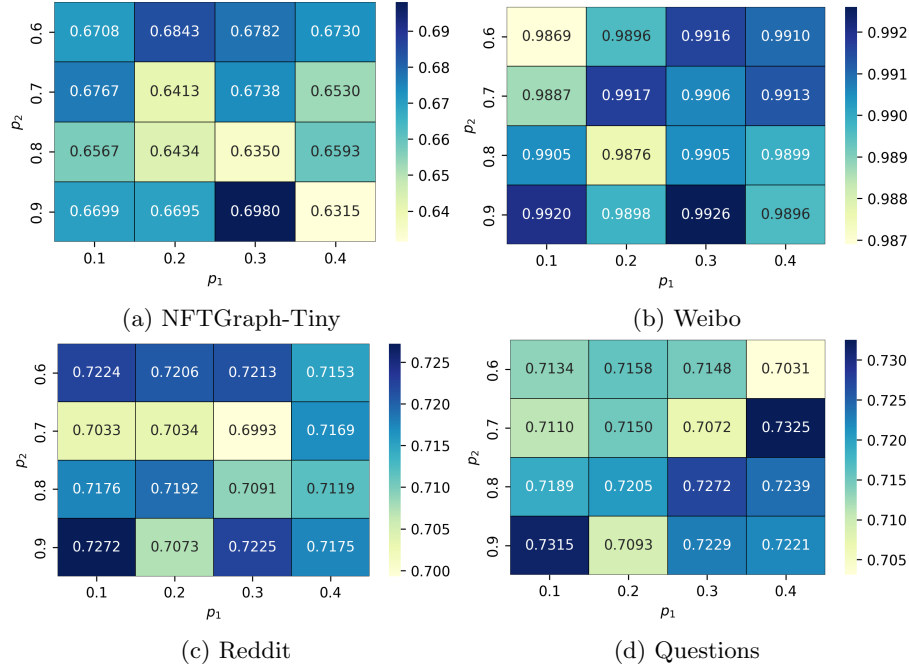 0.6 0.6708 0.6843 0.6782 0.6730
0.7 0.6767 0.6413 0.6738 0.6530
0.8 0.6567 0.6434 0.6350 0.6593
0.9 0.6699 0.6695 0.6980 0.6315
0.1 0.2 0.3 0.4
p₂
p₁
0.69
0.68
0.67
0.66
0.65
0.64
(a) NFTGraph-Tiny
0.6 0.9869 0.9896 0.9916 0.9910
0.7 0.9887 0.9917 0.9906 0.9913
0.8 0.9905 0.9876 0.9905 0.9899
0.9 0.9920 0.9898 0.9926 0.9896
0.1 0.2 0.3 0.4
p₂
p₁
0.992
0.991
0.990
0.989
0.988
0.987
(b) Weibo
0.6 0.7224 0.7206 0.7213 0.7153
0.7 0.7033 0.7034 0.6993 0.7169
0.8 0.7176 0.7192 0.7091 0.7119
0.9 0.7272 0.7073 0.7225 0.7175
0.1 0.2 0.3 0.4
p₂
p₁
0.725
0.720
0.715
0.710
0.705
0.700
(c) Reddit
0.6 0.7134 0.7158 0.7148 0.7031
0.7 0.7110 0.7150 0.7072 0.7325
0.8 0.7189 0.7205 0.7272 0.7239
0.9 0.7315 0.7093 0.7229 0.7221
0.1 0.2 0.3 0.4
p₂
p₁
0.730
0.725
0.720
0.715
0.710
0.705
(d) Questions